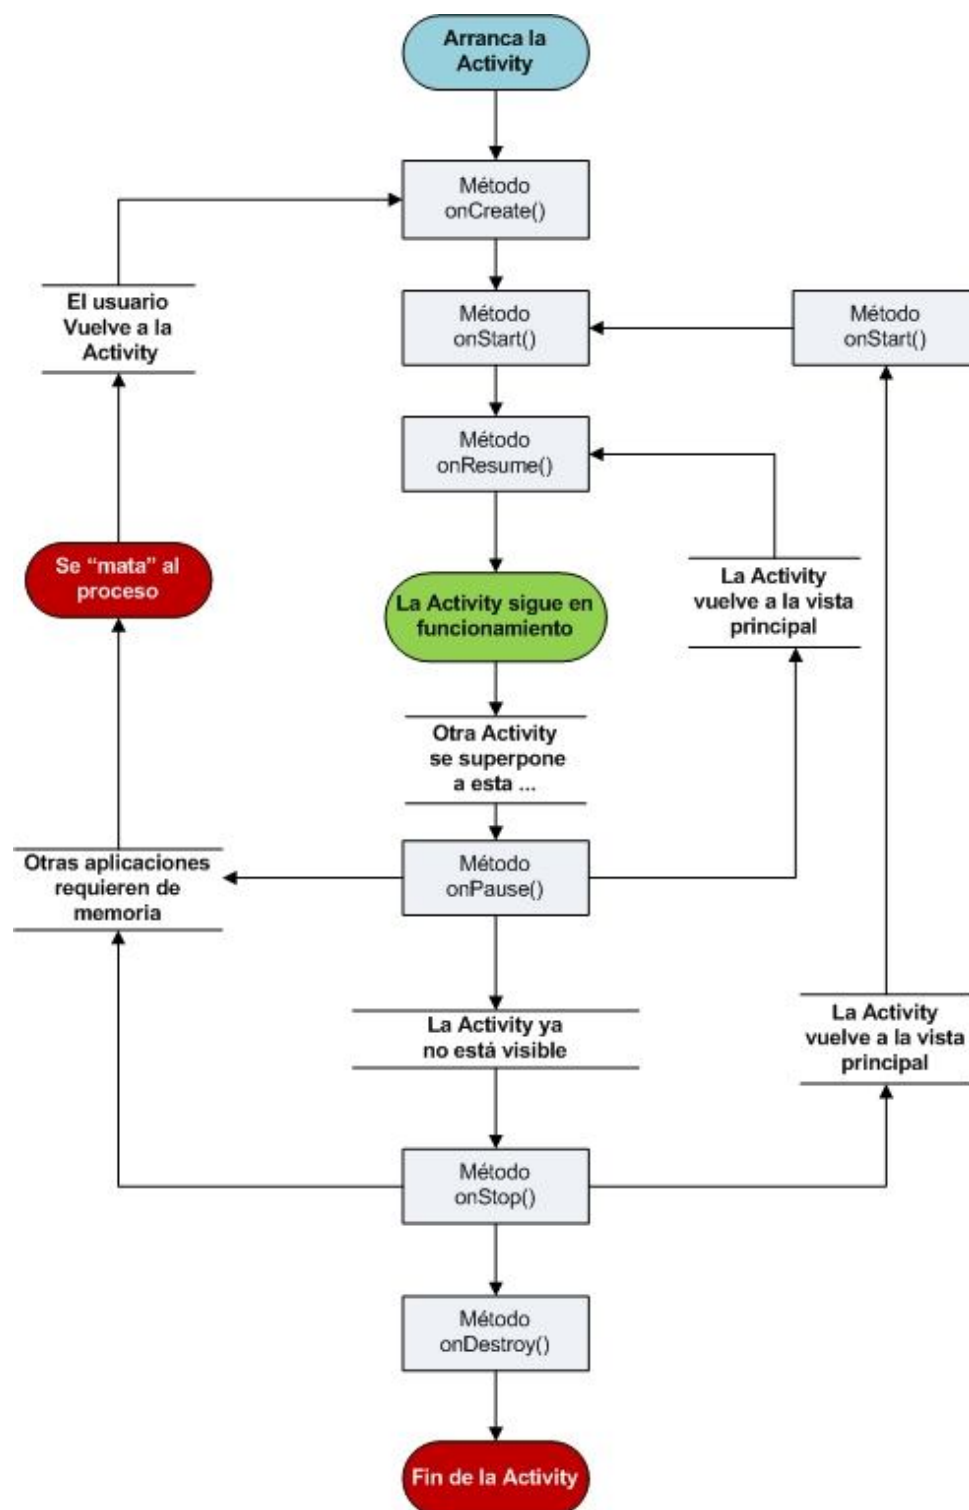 Arranca la
Activity
Método
onCreate()
El usuario
Vuelve a la
Activity
Método
onStart()
Método
onStart()
Método
onResume()
Se “mata” al
proceso
La Activity sigue en
funcionamiento
La Activity
vuelve a la vista
principal
Otra Activity
se superpone
a esta ...
Otras aplicaciones
requieren de
memoria
Método
onPause()
La Activity ya
no está visible
La Activity
vuelve a la vista
principal
Método
onStop()
Método
onDestroy()
Fin de la Activity